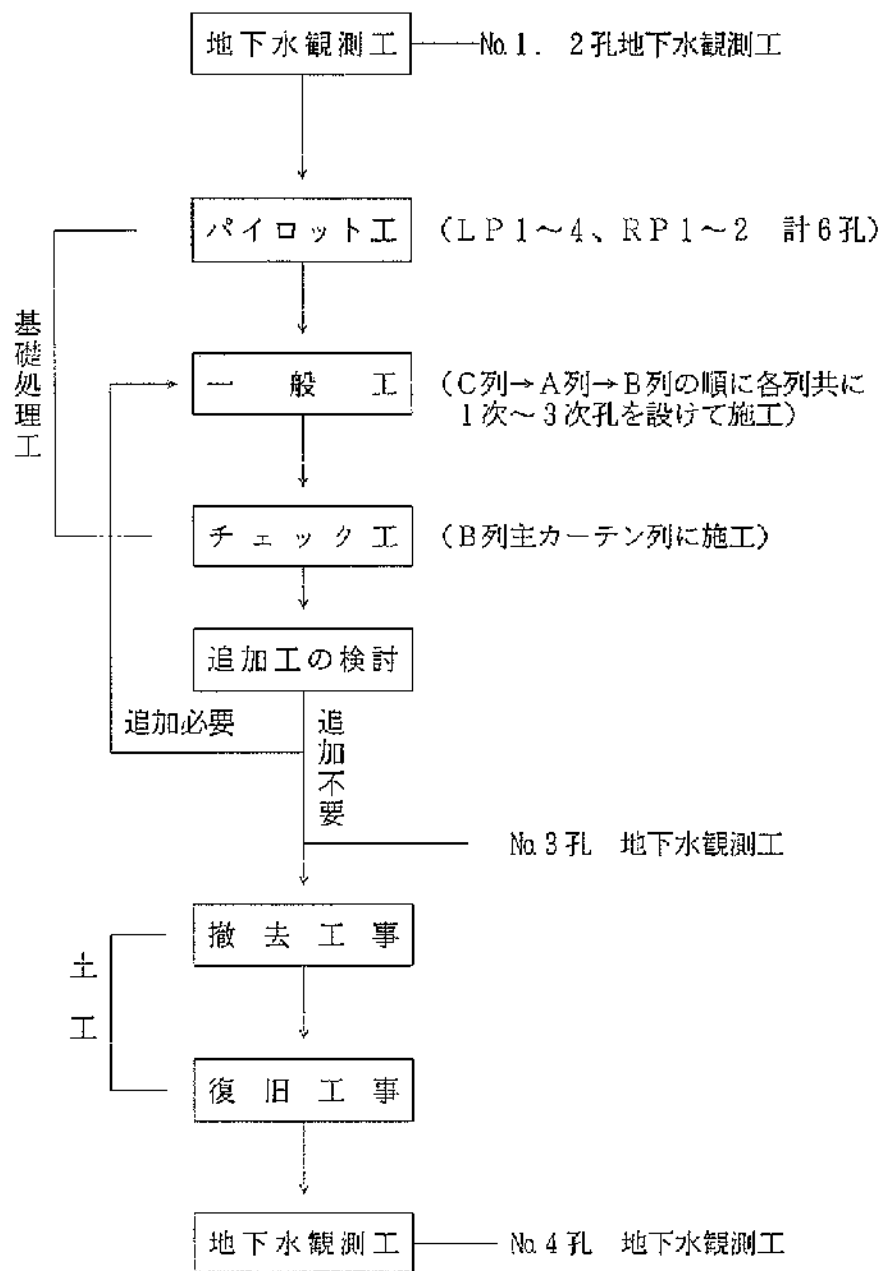 地下水観測工
No.1. 2孔地下水観測工
パイロット工
(LP1~4、RP1~2 計6孔)
基礎処理工
一般工
(C列→A列→B列の順に各列共に
1次~3次孔を設けて施工)
チェック工
(B列主カーテン列に施工)
追加工の検討
追加必要
追加不要
No.3孔 地下水観測工
撤去工事
土工
復旧工事
地下水観測工
No.4孔 地下水観測工